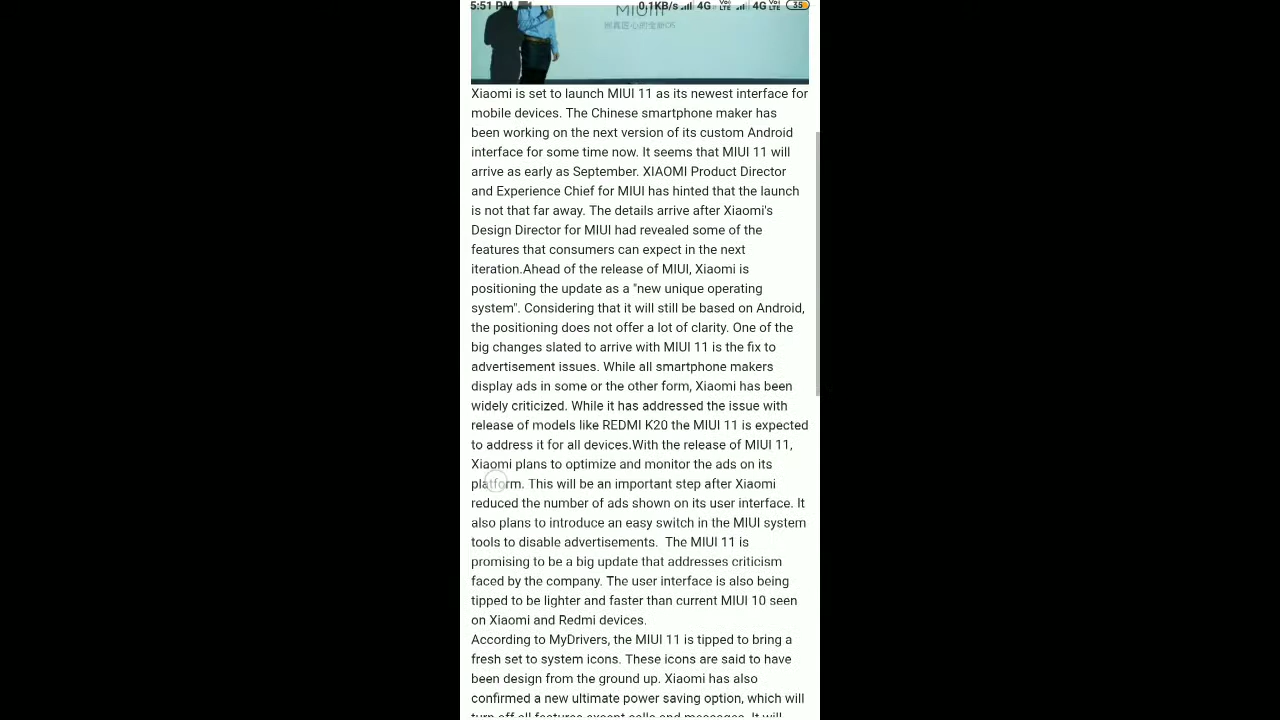 5:51 PM 0.1KB/s 4G VoLTE 4G VoLTE 35
MIUI11
Xiaomi is set to launch MIUI 11 as its newest interface for
mobile devices. The Chinese smartphone maker has
been working on the next version of its custom Android
interface for some time now. It seems that MIUI 11 will
arrive as early as September. XIAOMI Product Director
and Experience Chief for MIUI has hinted that the launch
is not that far away. The details arrive after Xiaomi's
Design Director for MIUI had revealed some of the
features that consumers can expect in the next
iteration.Ahead of the release of MIUI, Xiaomi is
positioning the update as a "new unique operating
system". Considering that it will still be based on Android,
the positioning does not offer a lot of clarity. One of the
big changes slated to arrive with MIUI 11 is the fix to
advertisement issues. While all smartphone makers
display ads in some or the other form, Xiaomi has been
widely criticized. While it has addressed the issue with
release of models like REDMI K20 the MIUI 11 is expected
to address it for all devices.With the release of MIUI 11,
Xiaomi plans to optimize and monitor the ads on its
platform. This will be an important step after Xiaomi
reduced the number of ads shown on its user interface. It
also plans to introduce an easy switch in the MIUI system
tools to disable advertisements.  The MIUI 11 is
promising to be a big update that addresses criticism
faced by the company. The user interface is also being
tipped to be lighter and faster than current MIUI 10 seen
on Xiaomi and Redmi devices.
According to MyDrivers, the MIUI 11 is tipped to bring a
fresh set to system icons. These icons are said to have
been design from the ground up. Xiaomi has also
confirmed a new ultimate power saving option, which will
turn off all features except calls and messages. It will